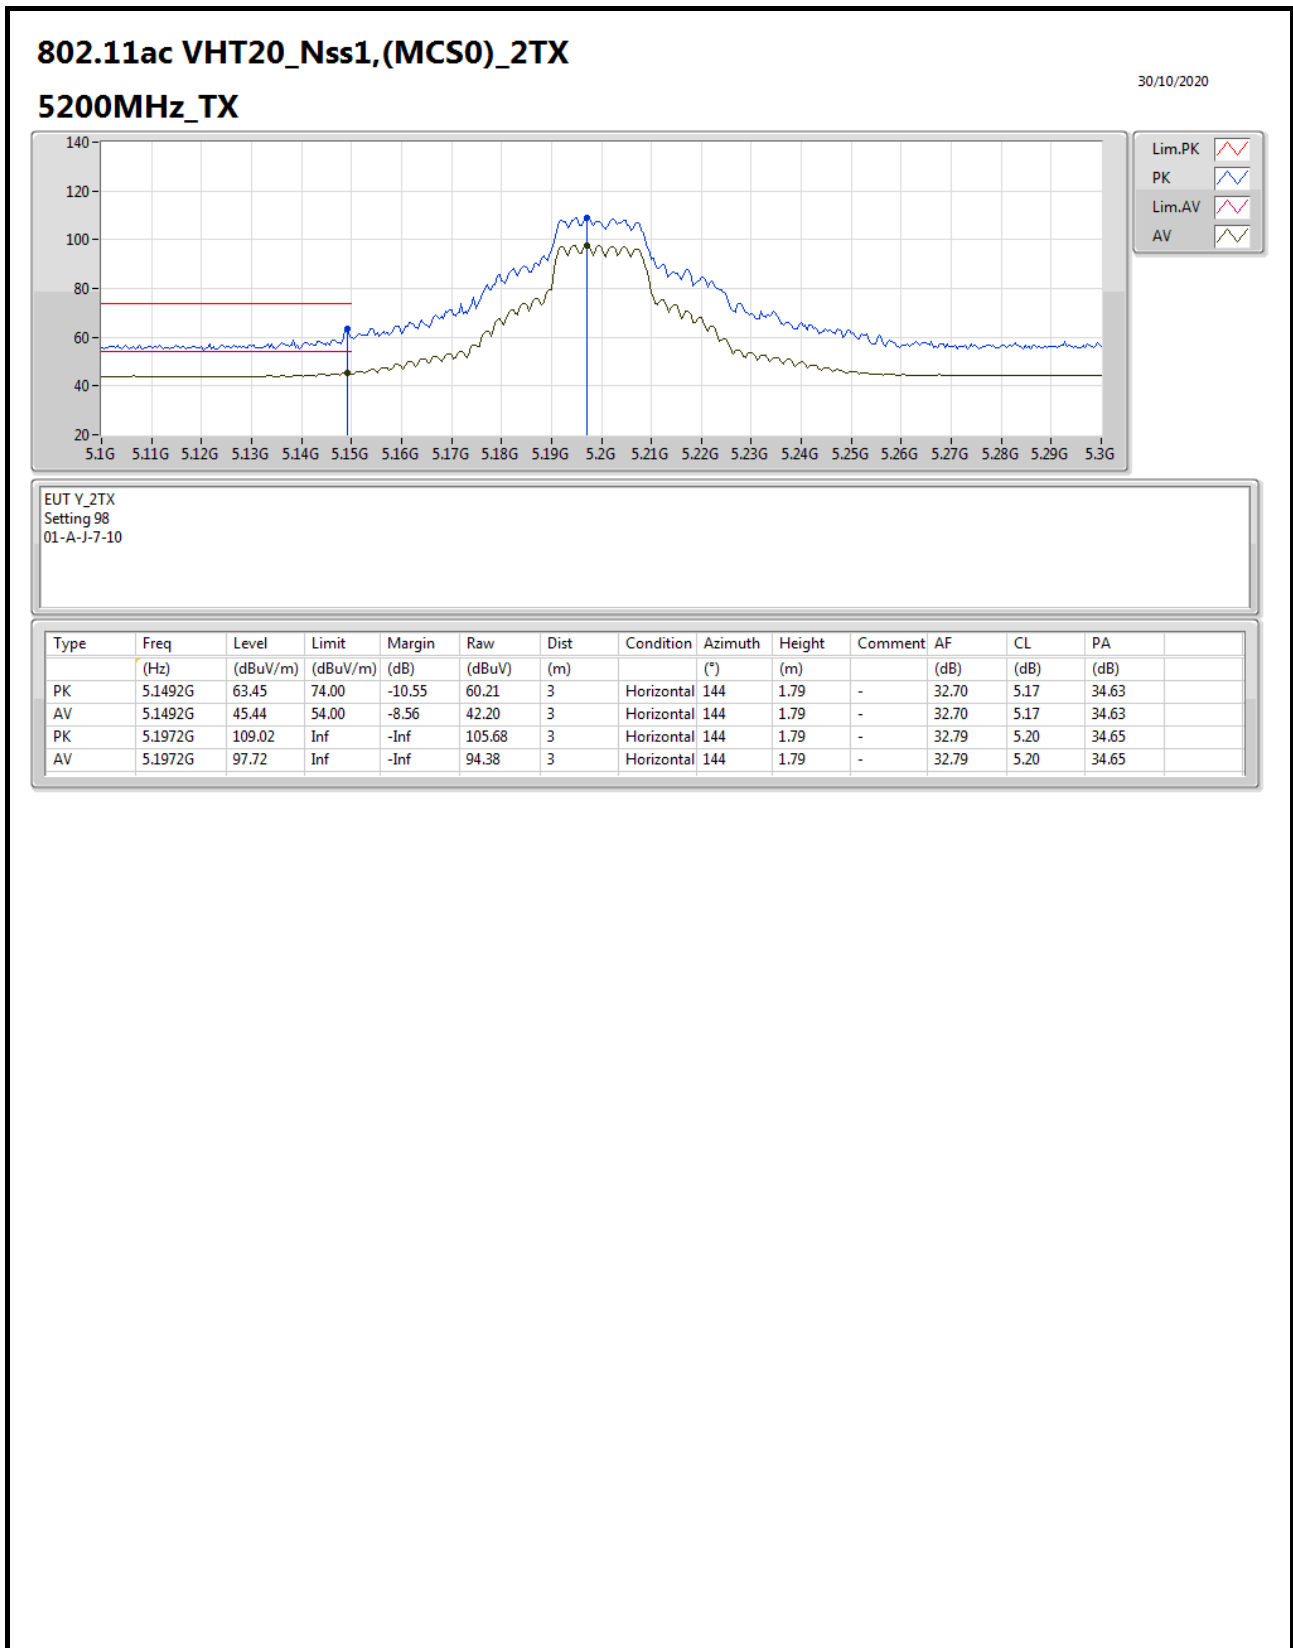 802.11ac VHT20_Nss1,(MCS0)_2TX
30/10/2020
5200MHz_TX
140
120
100
80
60
40
20
5.1G 5.11G 5.12G 5.13G 5.14G 5.15G 5.16G 5.17G 5.18G 5.19G 5.2G 5.21G 5.22G 5.23G 5.24G 5.25G 5.26G 5.27G 5.28G 5.29G 5.3G
Lim.PK
PK
Lim.AV
AV
EUT Y_2TX
Setting 98
01-A-J-7-10
Type Freq Level Limit Margin Raw Dist Condition Azimuth Height Comment AF CL PA
(Hz) (dBuV/m) (dBuV/m) (dB) (dBuV) (m) (°) (m) (dB) (dB) (dB)
PK 5.1492G 63.45 74.00 -10.55 60.21 3 Horizontal 144 1.79 - 32.70 5.17 34.63
AV 5.1492G 45.44 54.00 -8.56 42.20 3 Horizontal 144 1.79 - 32.70 5.17 34.63
PK 5.1972G 109.02 Inf -Inf 105.68 3 Horizontal 144 1.79 - 32.79 5.20 34.65
AV 5.1972G 97.72 Inf -Inf 94.38 3 Horizontal 144 1.79 - 32.79 5.20 34.65